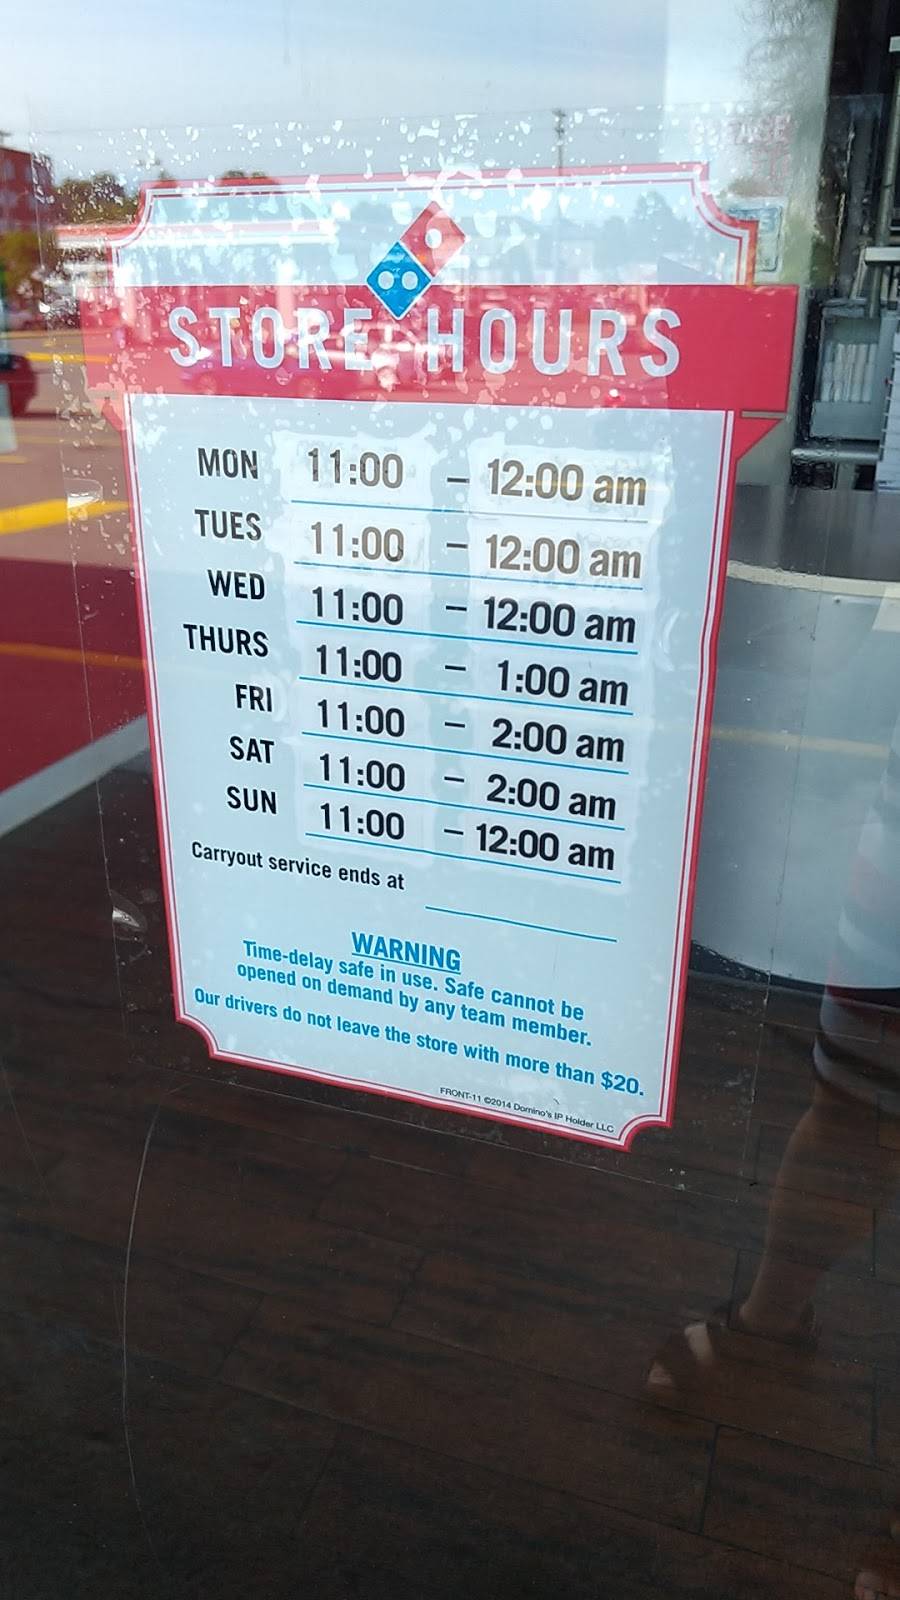 STORE HOURS
MON 11:00 – 12:00 am
TUES 11:00 – 12:00 am
WED 11:00 – 12:00 am
THURS 11:00 – 1:00 am
FRI 11:00 – 2:00 am
SAT 11:00 – 2:00 am
SUN 11:00 – 12:00 am
Carryout service ends at
WARNING
Time-delay safe in use. Safe cannot be
opened on demand by any team member.
Our drivers do not leave the store with more than $20.
FRONT-11 ©2014 Domino's IP Holder LLC